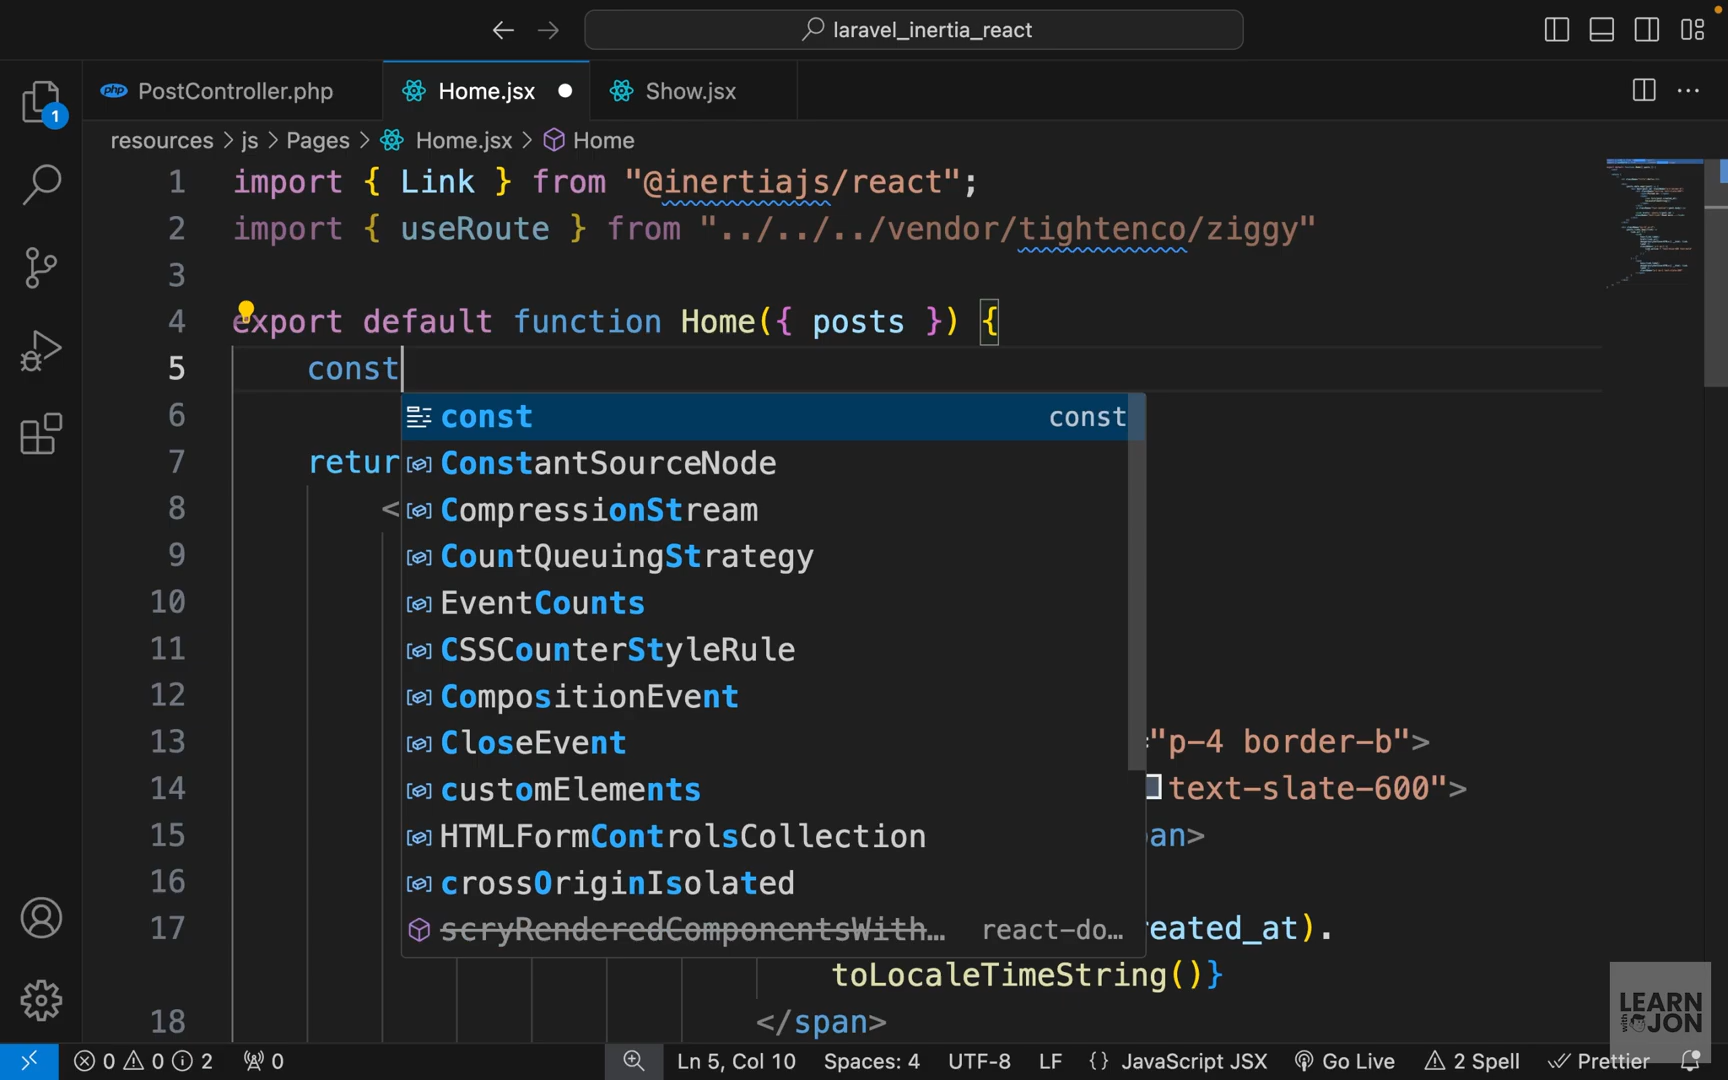 laravel_inertia_react
PostController.php
Home.jsx
Show.jsx
1
resources > js > Pages > Home.jsx > Home
1 import { Link } from "@inertiajs/react";
2 import { useRoute } from "../../../vendor/tightenco/ziggy"
3
4 export default function Home({ posts }) {
5 const
6 const const
7 retur ConstantSourceNode
8 < CompressionStream
9 CountQueuingStrategy
10 EventCounts
11 CSSCounterStyleRule
12 CompositionEvent
13 CloseEvent "p-4 border-b">
14 customElements text-slate-600">
15 HTMLFormControlsCollection an>
16 crossOriginIsolated
17 scryRenderedComponentsWith… react-do… eated_at).
toLocaleTimeString()}
18 </span>
LEARN
with JON
0 0 2 0 Ln 5, Col 10 Spaces: 4 UTF-8 LF {} JavaScript JSX Go Live 2 Spell Prettier